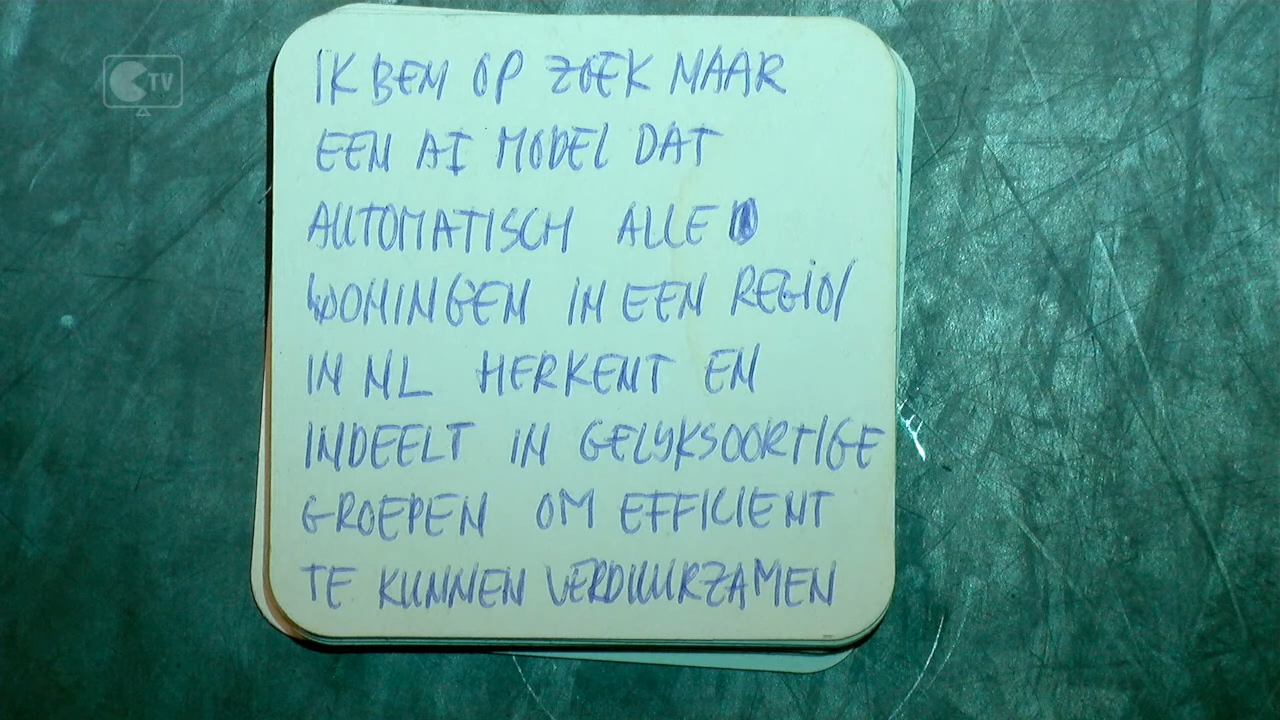 TV
IK BEN OP ZOEK NAAR
EEN AI MODEL DAT
AUTOMATISCH ALLE
WONINGEN IN EEN REGIO/
IN NL HERKENT EN
INDEELT IN GELIJKSOORTIGE
GROEPEN OM EFFICIENT
TE KUNNEN VERDUURZAMEN